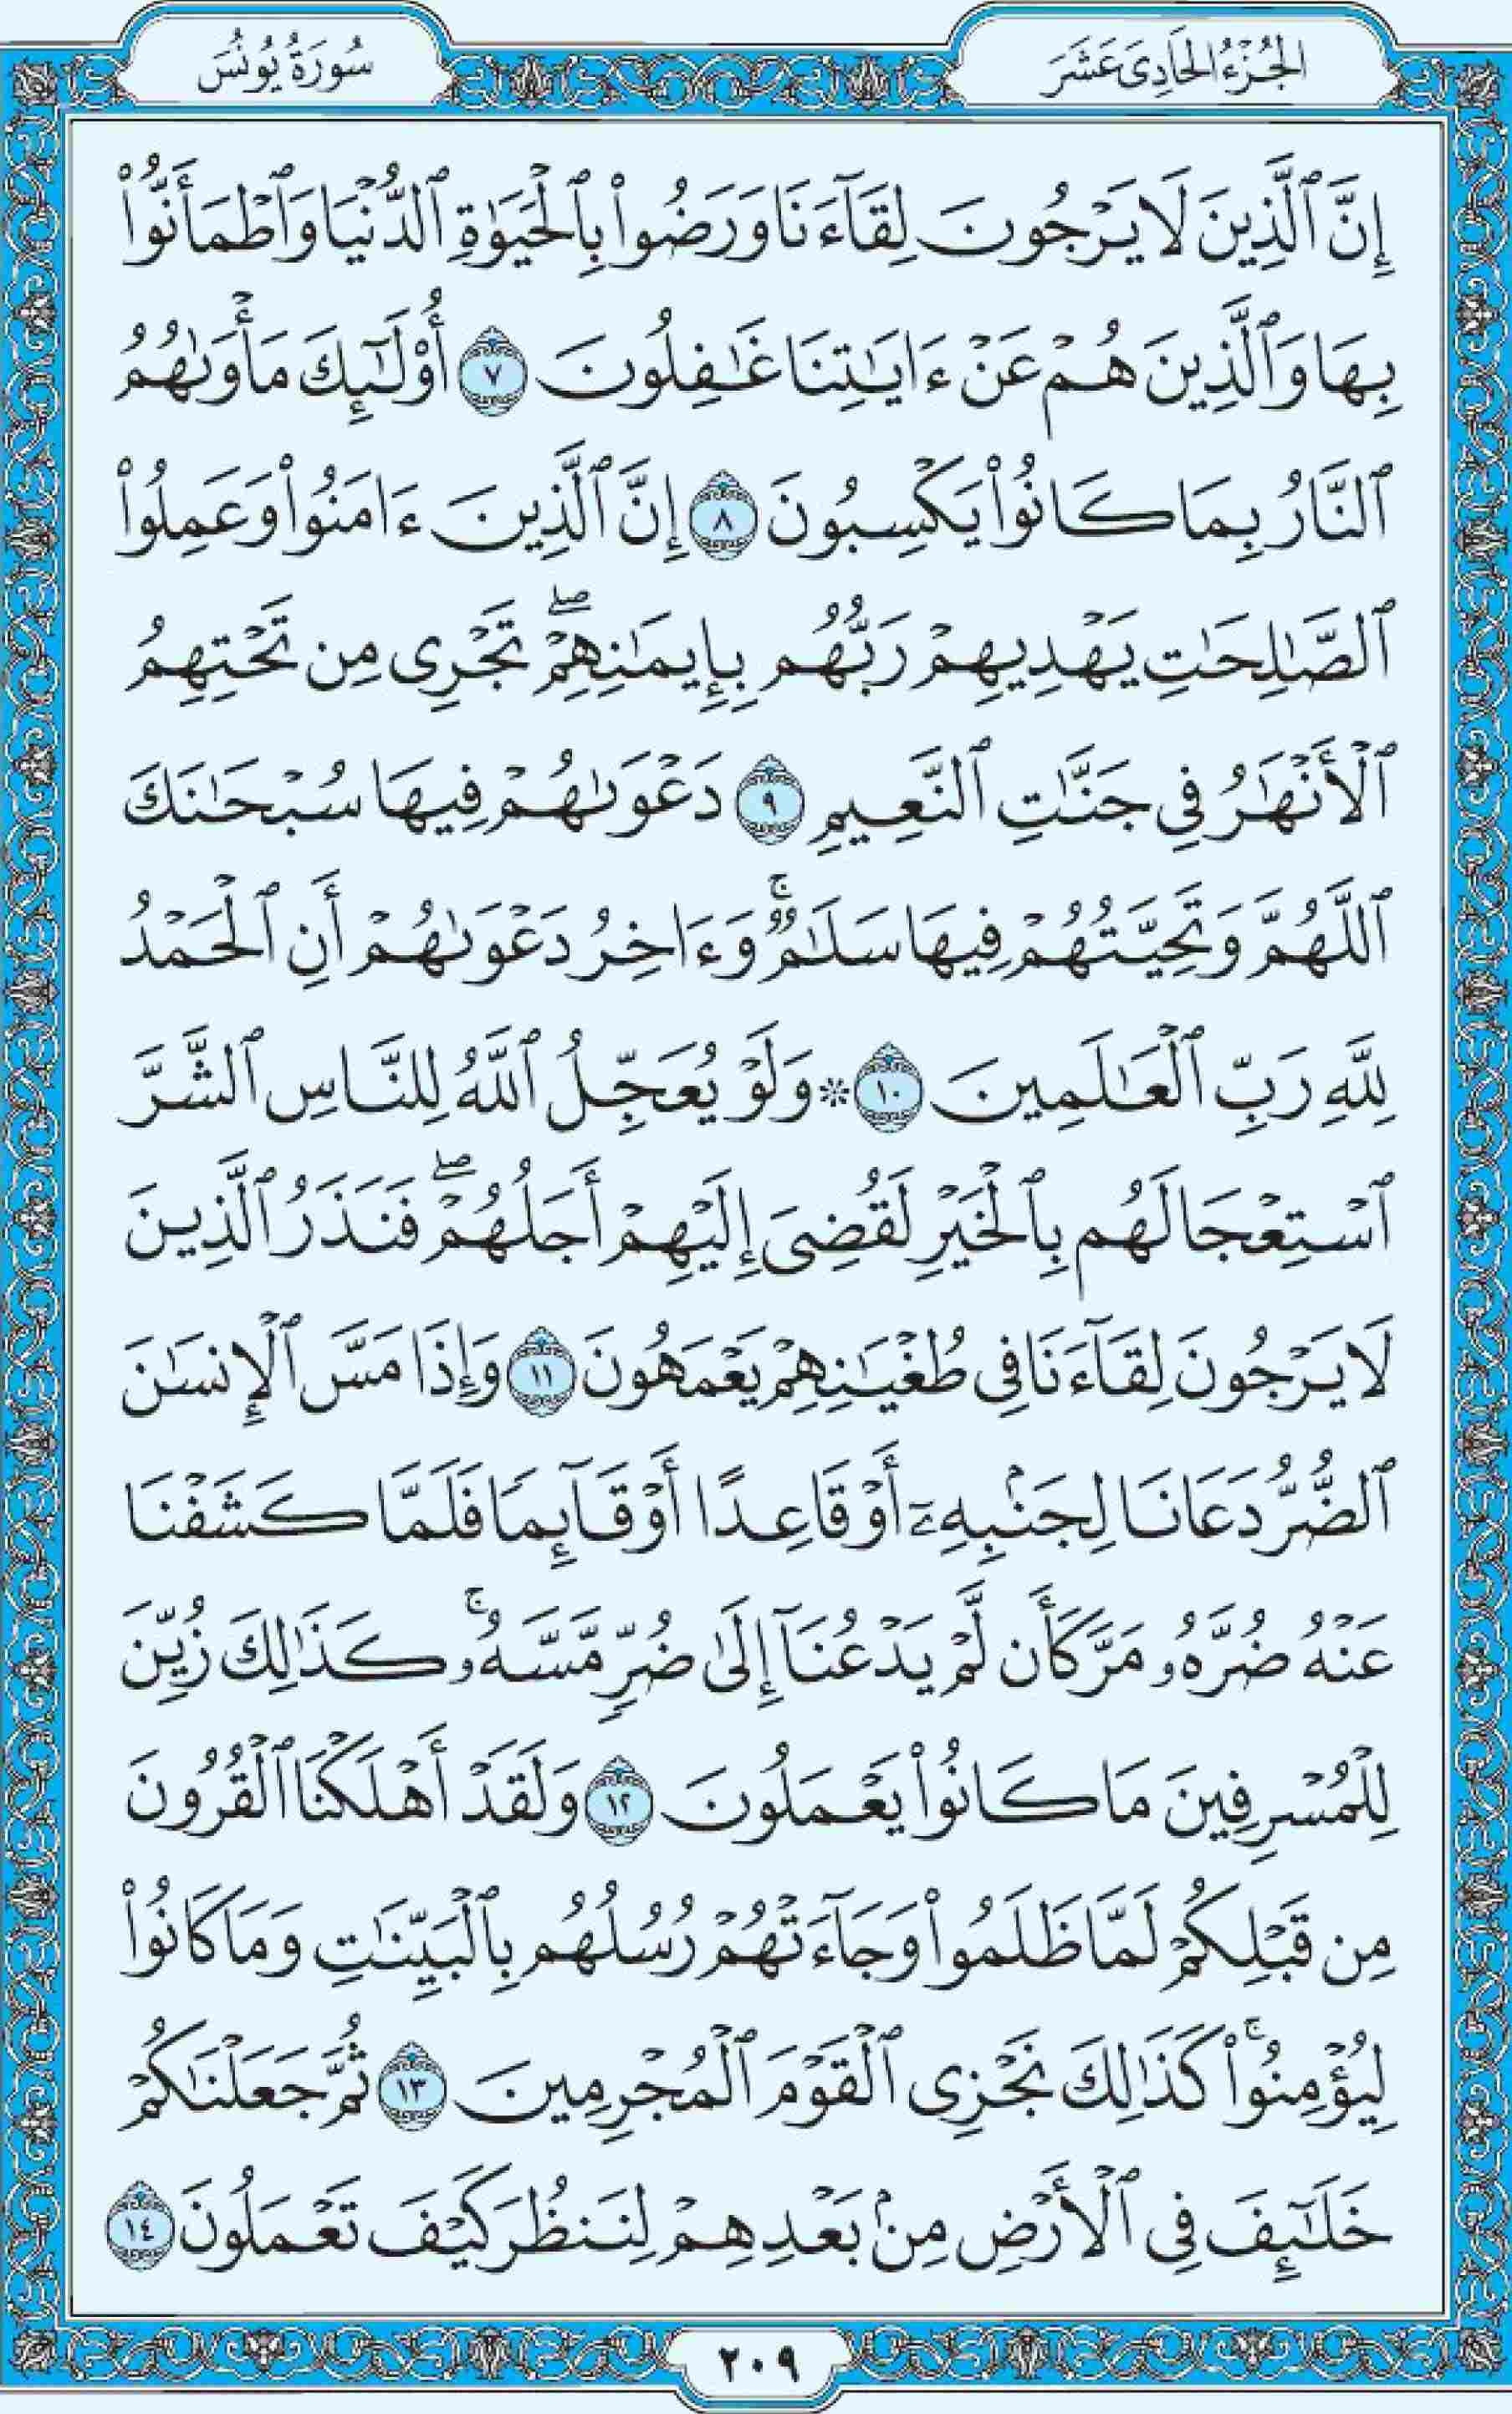 الجُزْءُ الحَادِىَ عَشَرَ
سُورَةُ يُونُسَ
إِنَّ ٱلَّذِينَ لَا يَرْجُونَ لِقَآءَنَا وَرَضُوا۟ بِٱلْحَيَوٰةِ ٱلدُّنْيَا وَٱطْمَأَنُّوا۟
بِهَا وَٱلَّذِينَ هُمْ عَنْ ءَايَٰتِنَا غَٰفِلُونَ ٧ أُو۟لَٰٓئِكَ مَأْوَىٰهُمُ
ٱلنَّارُ بِمَا كَانُوا۟ يَكْسِبُونَ ٨ إِنَّ ٱلَّذِينَ ءَامَنُوا۟ وَعَمِلُوا۟
ٱلصَّٰلِحَٰتِ يَهْدِيهِمْ رَبُّهُم بِإِيمَٰنِهِمْ ۖ تَجْرِى مِن تَحْتِهِمُ
ٱلْأَنْهَٰرُ فِى جَنَّٰتِ ٱلنَّعِيمِ ٩ دَعْوَىٰهُمْ فِيهَا سُبْحَٰنَكَ
ٱللَّهُمَّ وَتَحِيَّتُهُمْ فِيهَا سَلَٰمٌ ۚ وَءَاخِرُ دَعْوَىٰهُمْ أَنِ ٱلْحَمْدُ
لِلَّهِ رَبِّ ٱلْعَٰلَمِينَ ١٠ ۞ وَلَوْ يُعَجِّلُ ٱللَّهُ لِلنَّاسِ ٱلشَّرَّ
ٱسْتِعْجَالَهُم بِٱلْخَيْرِ لَقُضِىَ إِلَيْهِمْ أَجَلُهُمْ ۖ فَنَذَرُ ٱلَّذِينَ
لَا يَرْجُونَ لِقَآءَنَا فِى طُغْيَٰنِهِمْ يَعْمَهُونَ ١١ وَإِذَا مَسَّ ٱلْإِنسَٰنَ
ٱلضُّرُّ دَعَانَا لِجَنۢبِهِۦٓ أَوْ قَاعِدًا أَوْ قَآئِمًا فَلَمَّا كَشَفْنَا
عَنْهُ ضُرَّهُۥ مَرَّ كَأَن لَّمْ يَدْعُنَآ إِلَىٰ ضُرٍّ مَّسَّهُۥ ۚ كَذَٰلِكَ زُيِّنَ
لِلْمُسْرِفِينَ مَا كَانُوا۟ يَعْمَلُونَ ١٢ وَلَقَدْ أَهْلَكْنَا ٱلْقُرُونَ
مِن قَبْلِكُمْ لَمَّا ظَلَمُوا۟ وَجَآءَتْهُمْ رُسُلُهُم بِٱلْبَيِّنَٰتِ وَمَا كَانُوا۟
لِيُؤْمِنُوا۟ ۚ كَذَٰلِكَ نَجْزِى ٱلْقَوْمَ ٱلْمُجْرِمِينَ ١٣ ثُمَّ جَعَلْنَٰكُمْ
خَلَٰٓئِفَ فِى ٱلْأَرْضِ مِنۢ بَعْدِهِمْ لِنَنظُرَ كَيْفَ تَعْمَلُونَ ١٤
٢٠٩